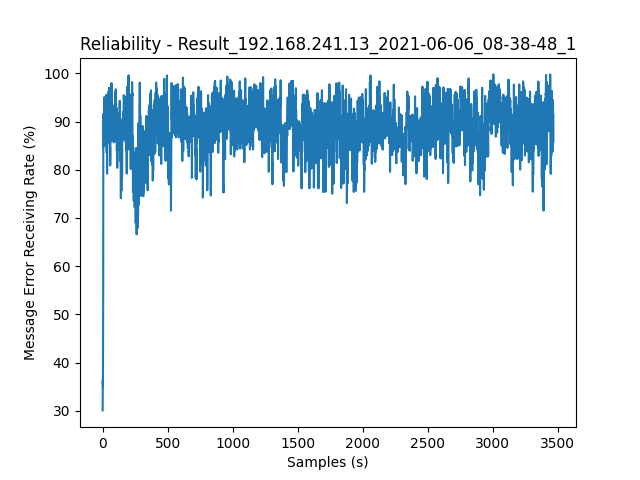 Reliability - Result_192.168.241.13_2021-06-06_08-38-48_1
100
90
80
70
60
50
40
30
Message Error Receiving Rate (%)
0 500 1000 1500 2000 2500 3000 3500
Samples (s)